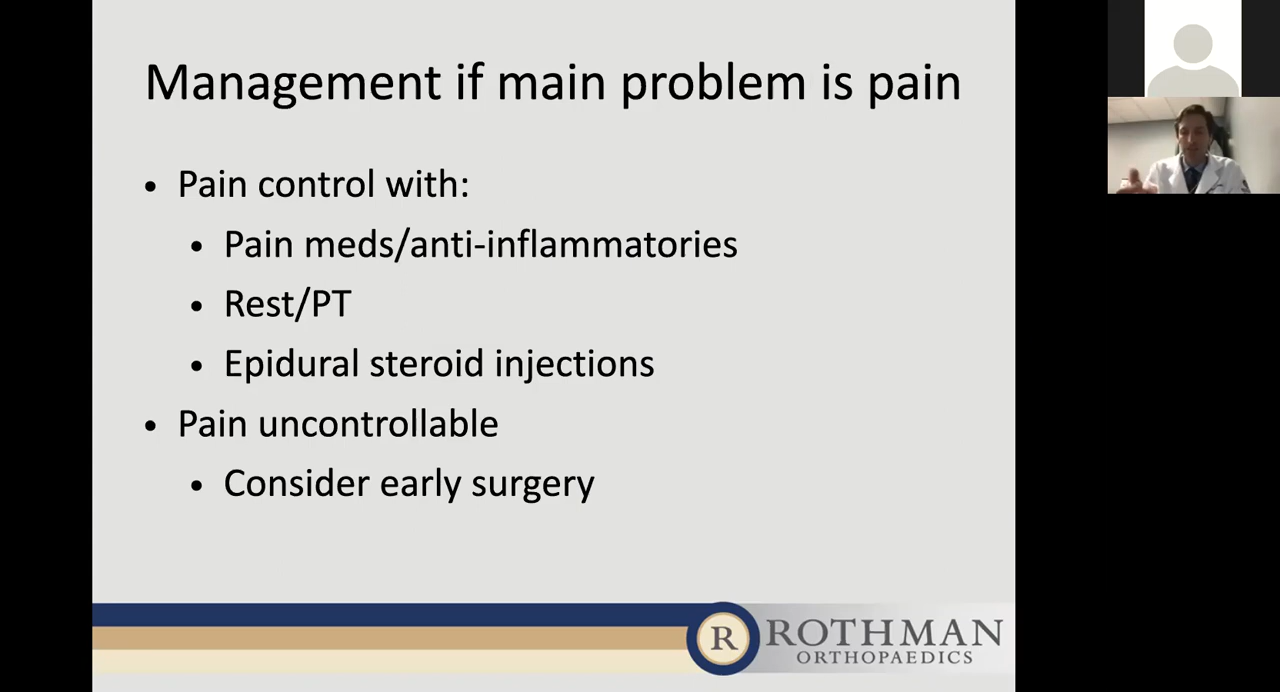 Management if main problem is pain
• Pain control with:
• Pain meds/anti-inflammatories
• Rest/PT
• Epidural steroid injections
• Pain uncontrollable
• Consider early surgery
R ROTHMAN
ORTHOPAEDICS